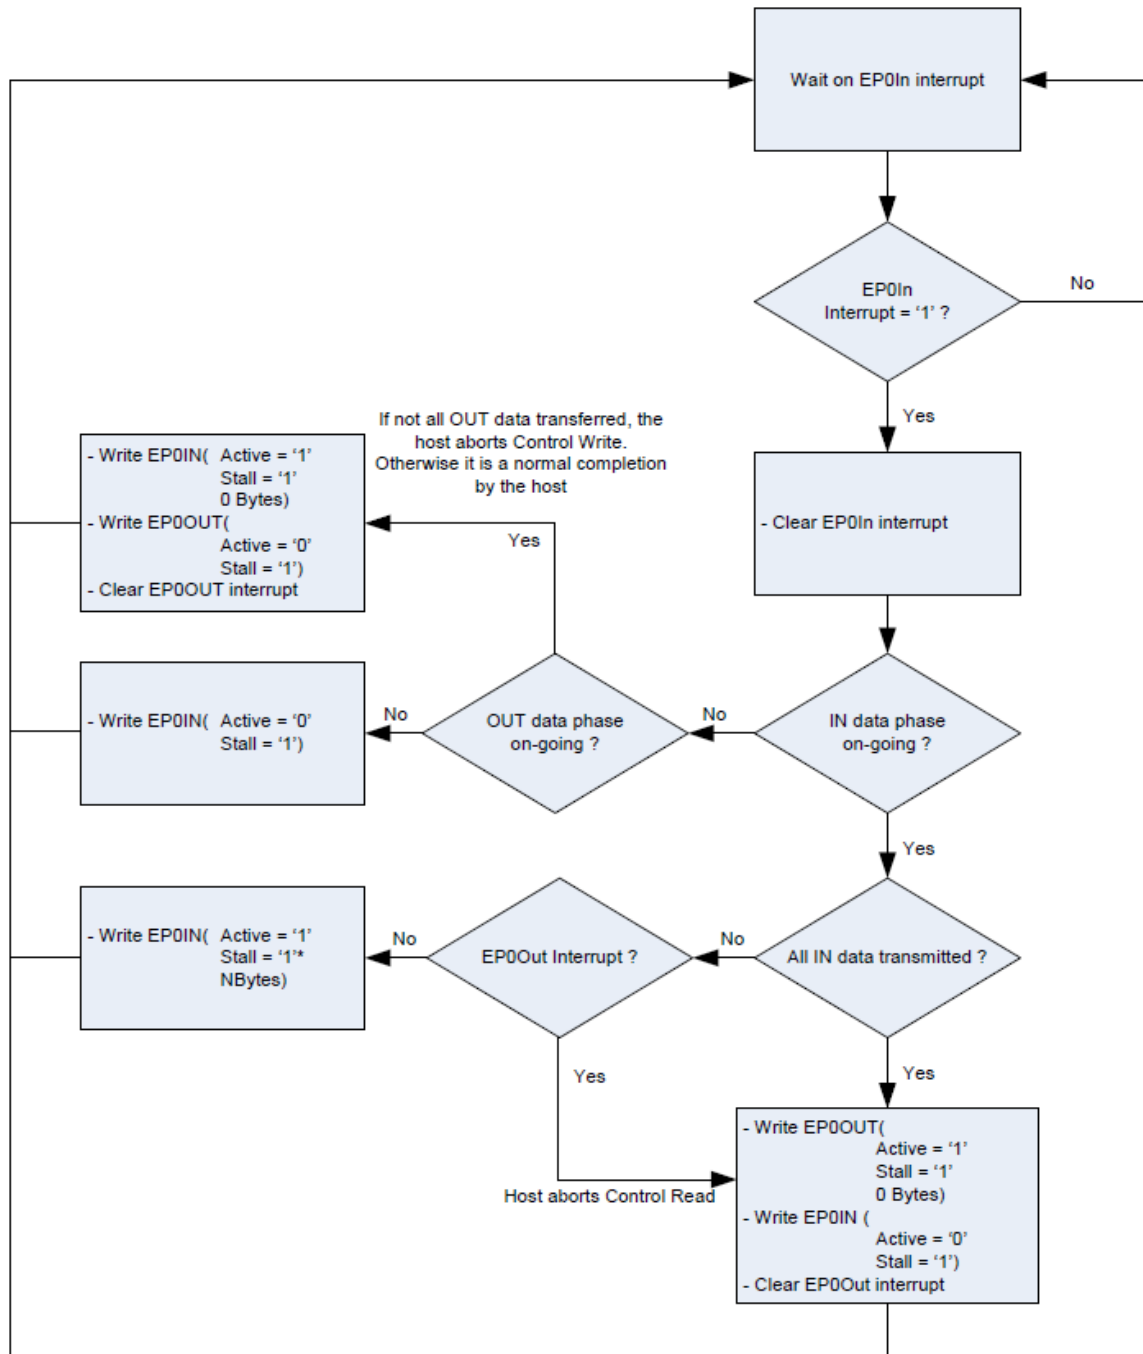 Wait on EP0In interrupt
EP0In
Interrupt = ‘1’ ?
No
Yes
If not all OUT data transferred, the
host aborts Control Write.
Otherwise it is a normal completion
by the host
- Write EP0IN( Active = ‘1’
Stall = ‘1’
0 Bytes)
- Write EP0OUT(
Active = ‘0’
Stall = ‘1’)
- Clear EP0OUT interrupt
Yes
- Clear EP0In interrupt
- Write EP0IN( Active = ‘0’
Stall = ‘1’)
No
OUT data phase
on-going ?
No
IN data phase
on-going ?
Yes
- Write EP0IN( Active = ‘1’
Stall = ‘1’*
NBytes)
No
EP0Out Interrupt ?
No
All IN data transmitted ?
Yes
Yes
Host aborts Control Read
- Write EP0OUT(
Active = ‘1’
Stall = ‘1’
0 Bytes)
- Write EP0IN (
Active = ‘0’
Stall = ‘1’)
- Clear EP0Out interrupt